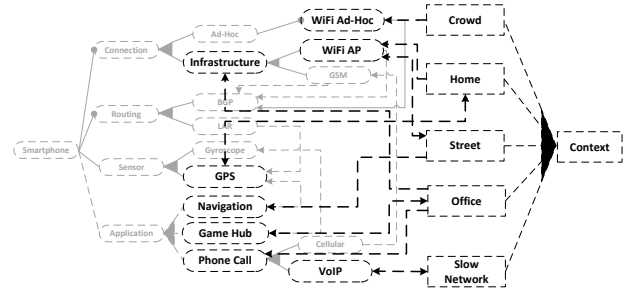 WiFi Ad-Hoc
Crowd
Ad-Hoc
Connection
WiFi AP
Infrastructure
GSM
Home
BGP
Routing
LAR
Street
Context
Smartphone
Gyroscope
Sensor
GPS
Navigation
Office
Application
Game Hub
Cellular
Phone Call
VoIP
Slow
Network